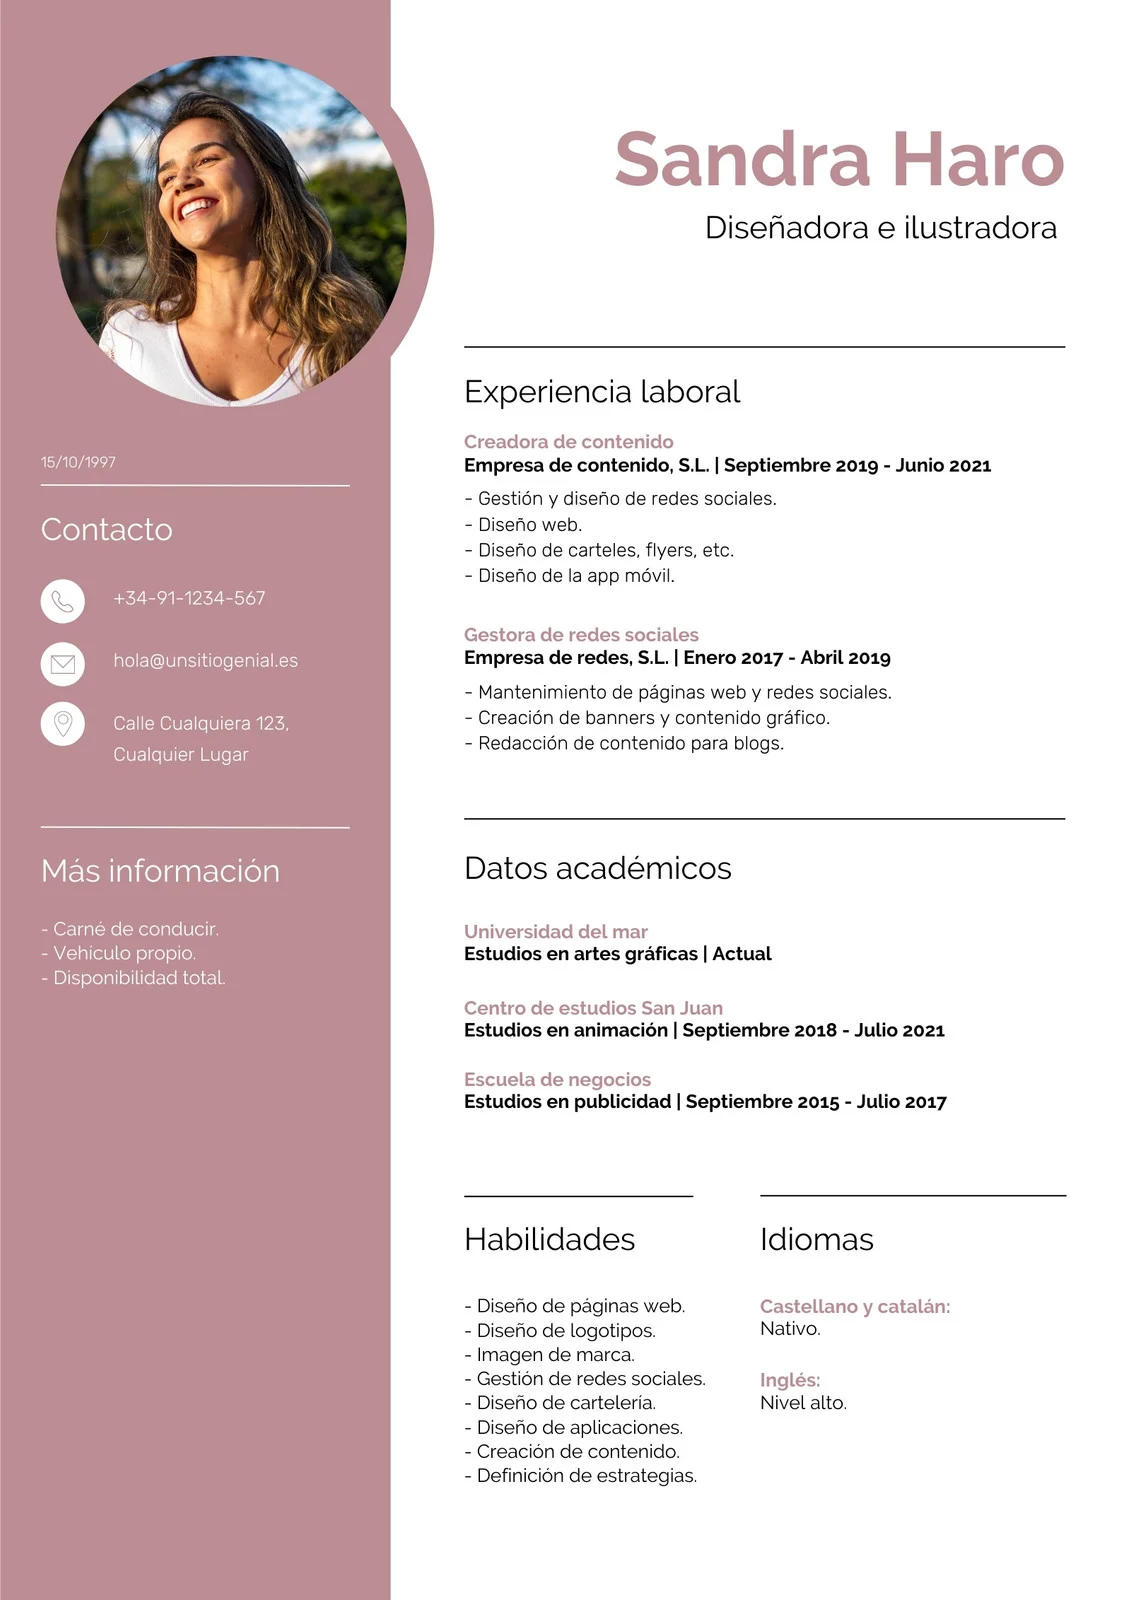 Sandra Haro
Diseñadora e ilustradora
15/10/1997
Contacto
+34-91-1234-567
hola@unsitiogenial.es
Calle Cualquiera 123,
Cualquier Lugar
Más información
- Carné de conducir.
- Vehículo propio.
- Disponibilidad total.
Experiencia laboral
Creadora de contenido
Empresa de contenido, S.L. | Septiembre 2019 - Junio 2021
- Gestión y diseño de redes sociales.
- Diseño web.
- Diseño de carteles, flyers, etc.
- Diseño de la app móvil.
Gestora de redes sociales
Empresa de redes, S.L. | Enero 2017 - Abril 2019
- Mantenimiento de páginas web y redes sociales.
- Creación de banners y contenido gráfico.
- Redacción de contenido para blogs.
Datos académicos
Universidad del mar
Estudios en artes gráficas | Actual
Centro de estudios San Juan
Estudios en animación | Septiembre 2018 - Julio 2021
Escuela de negocios
Estudios en publicidad | Septiembre 2015 - Julio 2017
Habilidades
- Diseño de páginas web.
- Diseño de logotipos.
- Imagen de marca.
- Gestión de redes sociales.
- Diseño de cartelería.
- Diseño de aplicaciones.
- Creación de contenido.
- Definición de estrategias.
Idiomas
Castellano y catalán:
Nativo.
Inglés:
Nivel alto.